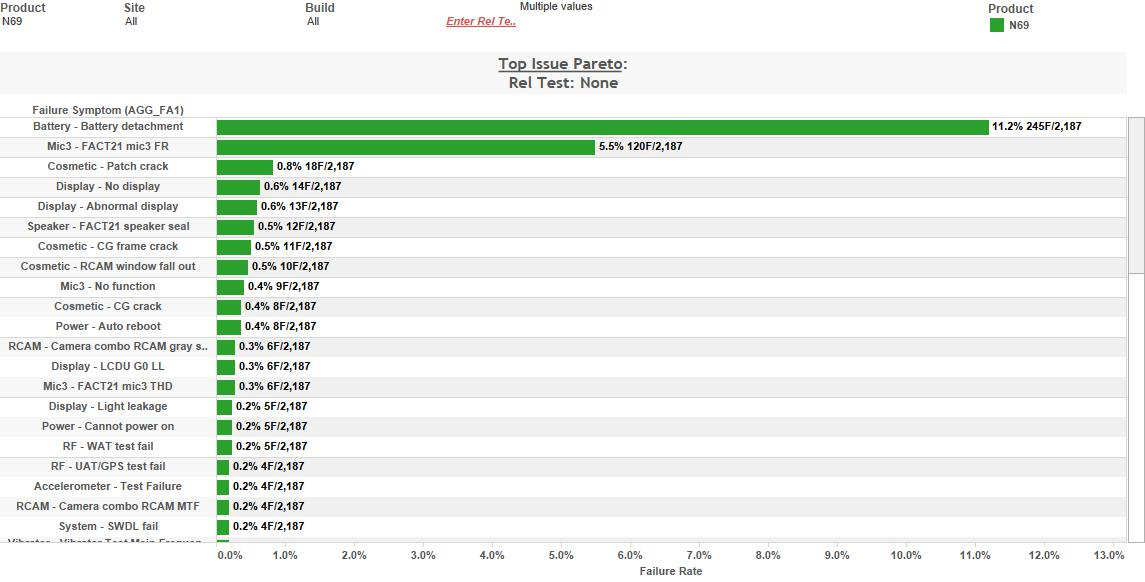 Product Site Build Multiple values Product
N69 All All Enter Rel Te.. N69
Top Issue Pareto:
Rel Test: None
Failure Symptom (AGG_FA1)
Battery - Battery detachment 11.2% 245F/2,187
Mic3 - FACT21 mic3 FR 5.5% 120F/2,187
Cosmetic - Patch crack 0.8% 18F/2,187
Display - No display 0.6% 14F/2,187
Display - Abnormal display 0.6% 13F/2,187
Speaker - FACT21 speaker seal 0.5% 12F/2,187
Cosmetic - CG frame crack 0.5% 11F/2,187
Cosmetic - RCAM window fall out 0.5% 10F/2,187
Mic3 - No function 0.4% 9F/2,187
Cosmetic - CG crack 0.4% 8F/2,187
Power - Auto reboot 0.4% 8F/2,187
RCAM - Camera combo RCAM gray s.. 0.3% 6F/2,187
Display - LCDU G0 LL 0.3% 6F/2,187
Mic3 - FACT21 mic3 THD 0.3% 6F/2,187
Display - Light leakage 0.2% 5F/2,187
Power - Cannot power on 0.2% 5F/2,187
RF - WAT test fail 0.2% 5F/2,187
RF - UAT/GPS test fail 0.2% 4F/2,187
Accelerometer - Test Failure 0.2% 4F/2,187
RCAM - Camera combo RCAM MTF 0.2% 4F/2,187
System - SWDL fail 0.2% 4F/2,187
0.0% 1.0% 2.0% 3.0% 4.0% 5.0% 6.0% 7.0% 8.0% 9.0% 10.0% 11.0% 12.0% 13.0%
Failure Rate